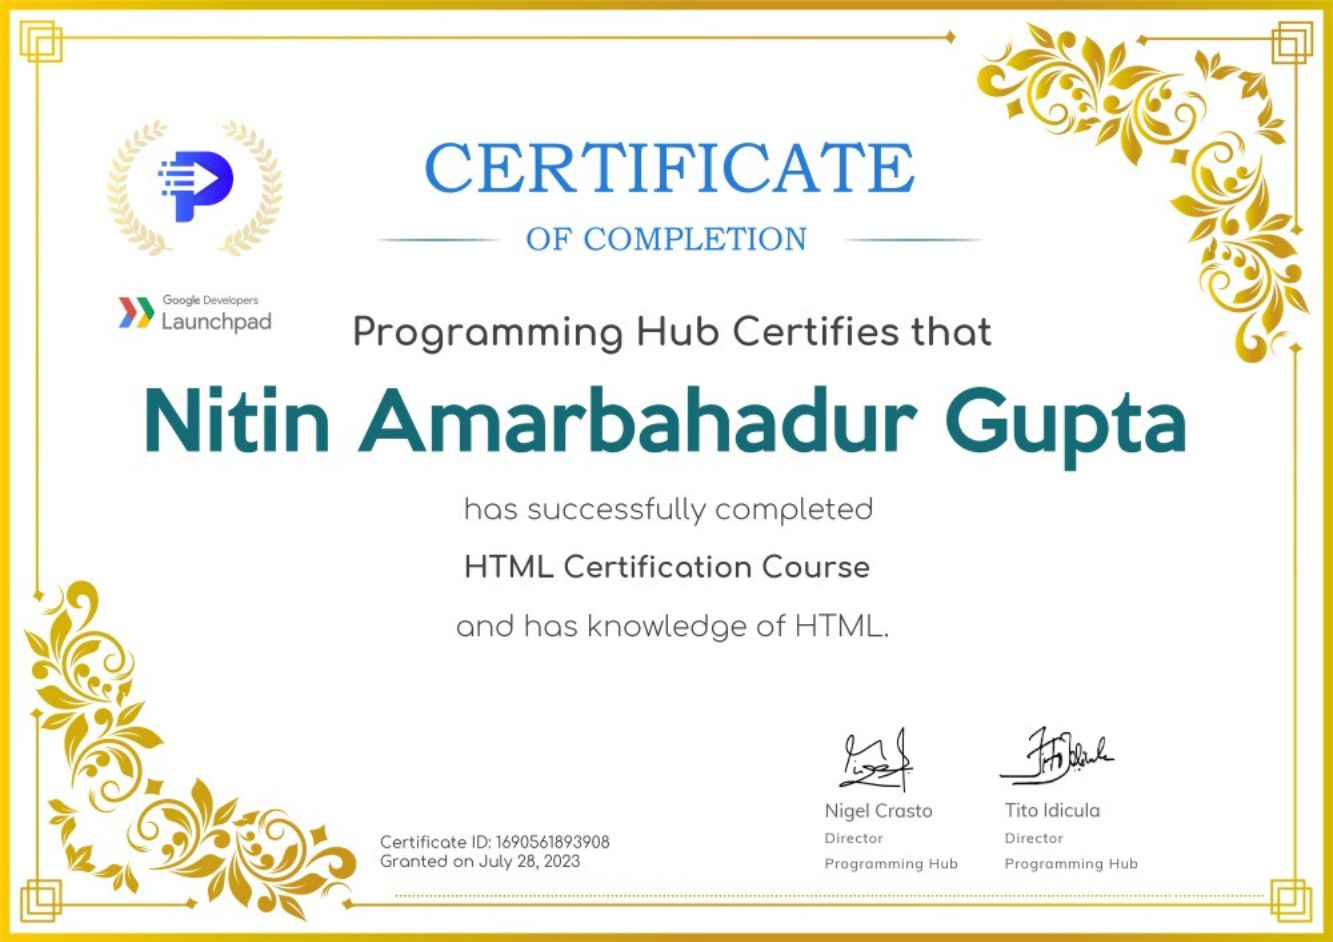 CERTIFICATE
OF COMPLETION
Google Developers
Launchpad
Programming Hub Certifies that
Nitin Amarbahadur Gupta
has successfully completed
HTML Certification Course
and has knowledge of HTML.
Nigel Crasto
Director
Programming Hub
Tito Idicula
Director
Programming Hub
Certificate ID: 1690561893908
Granted on July 28, 2023